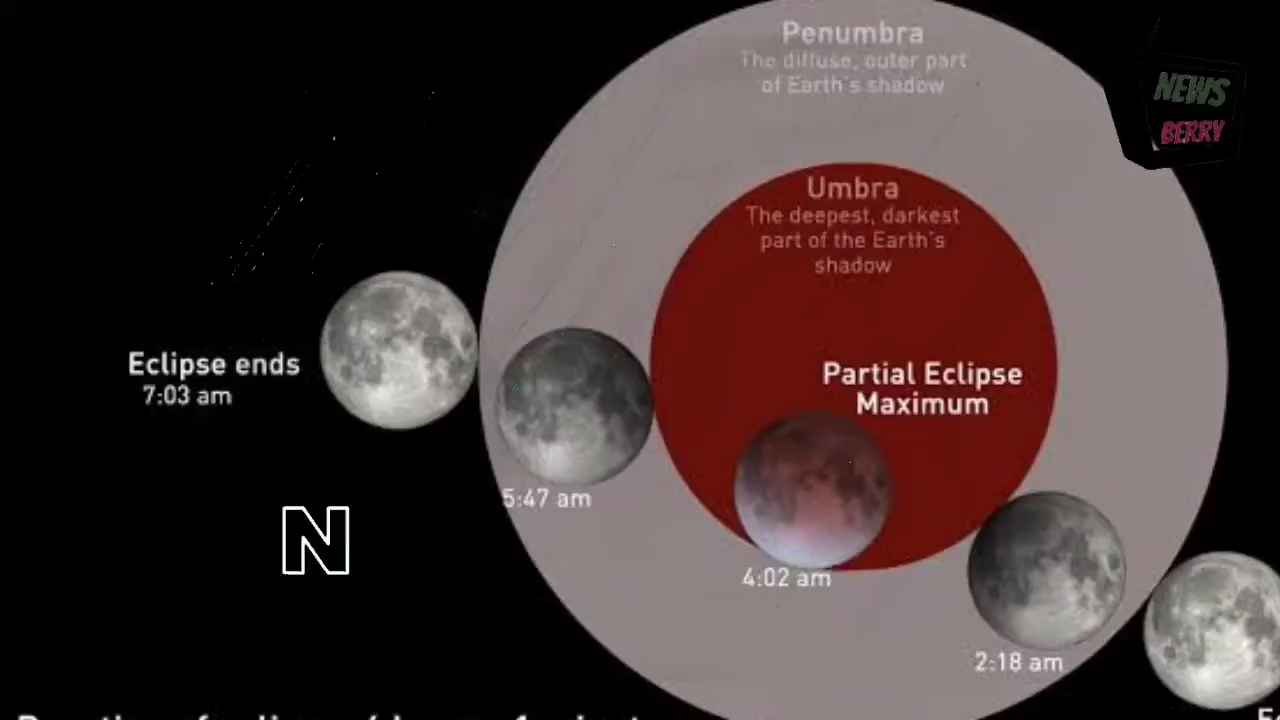 Penumbra
The diffuse, outer part
of Earth's shadow
NEWS
BERRY
Umbra
The deepest, darkest
part of the Earth's
shadow
Eclipse ends
7:03 am
Partial Eclipse
Maximum
5:47 am
N
4:02 am
2:18 am